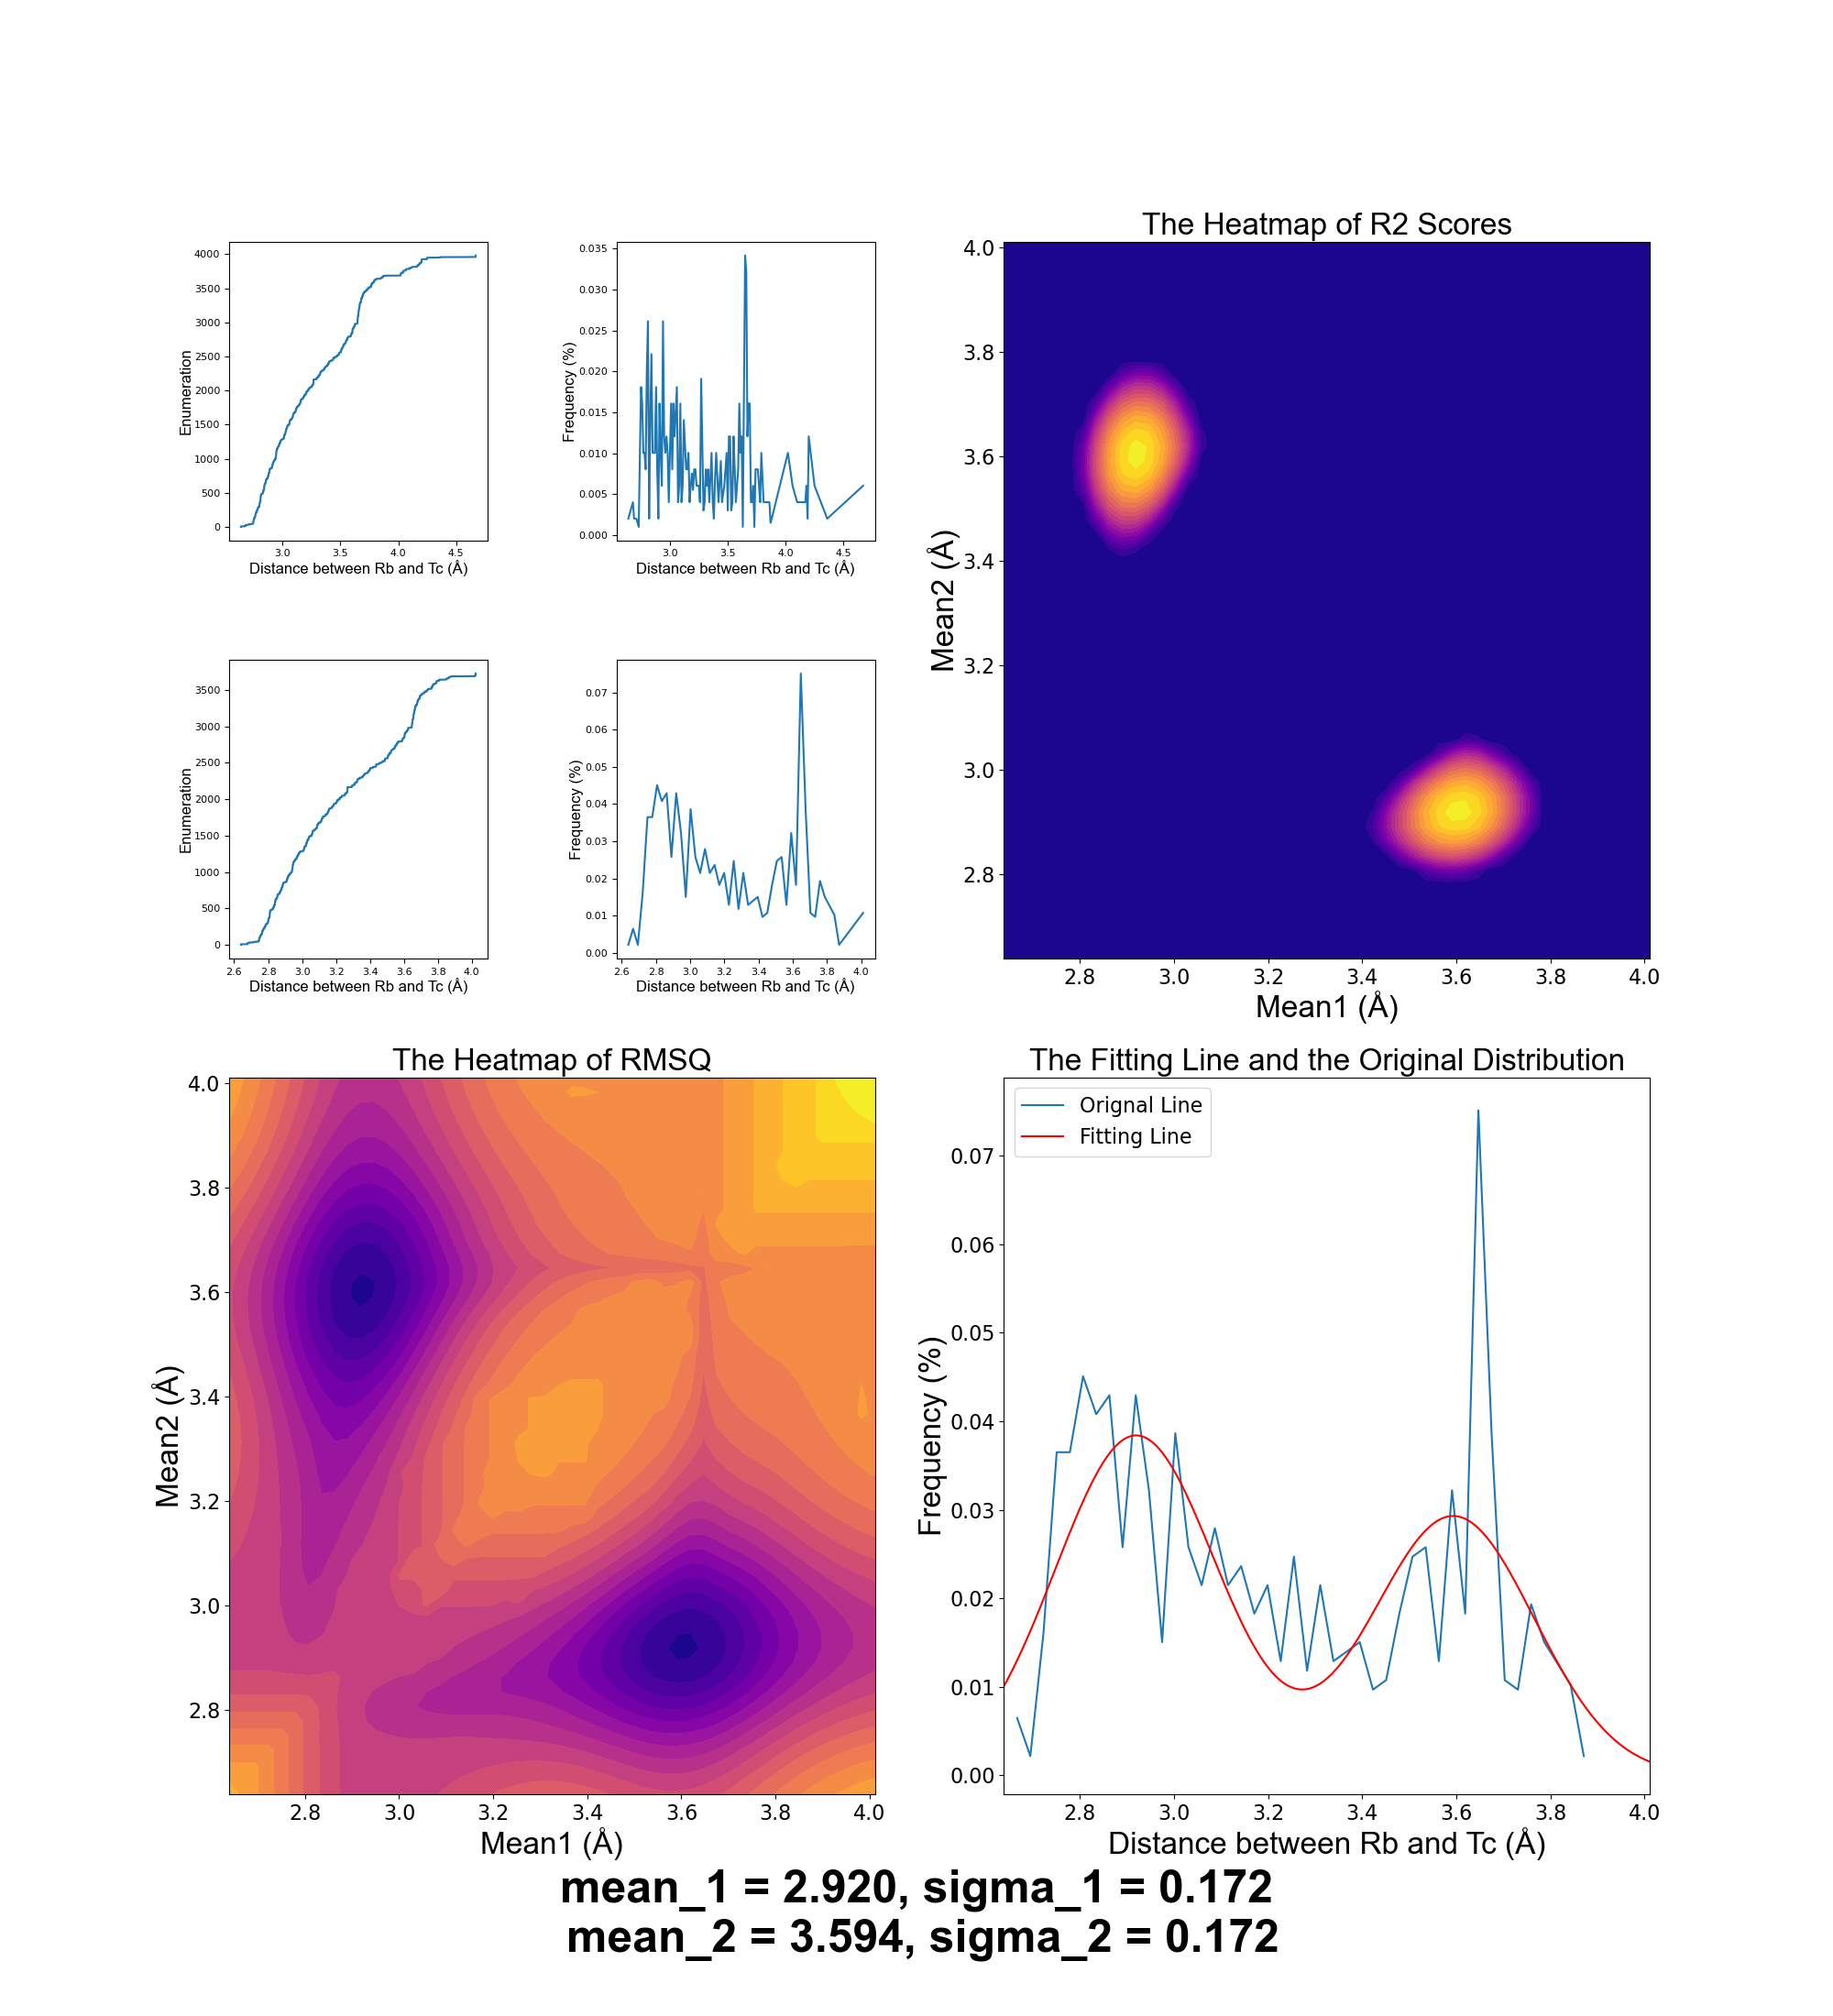 4000
3500
3000
2500
2000
1500
1000
500
0
3.0 3.5 4.0 4.5
Enumeration
Distance between Rb and Tc (Å)
0.035
0.030
0.025
0.020
0.015
0.010
0.005
0.000
3.0 3.5 4.0 4.5
Frequency (%)
Distance between Rb and Tc (Å)
The Heatmap of R2 Scores
4.0
3.8
3.6
3.4
3.2
3.0
2.8
2.8 3.0 3.2 3.4 3.6 3.8 4.0
Mean2 (Å)
Mean1 (Å)
3500
3000
2500
2000
1500
1000
500
0
2.6 2.8 3.0 3.2 3.4 3.6 3.8 4.0
Enumeration
Distance between Rb and Tc (Å)
0.07
0.06
0.05
0.04
0.03
0.02
0.01
0.00
2.6 2.8 3.0 3.2 3.4 3.6 3.8 4.0
Frequency (%)
Distance between Rb and Tc (Å)
The Heatmap of RMSQ
4.0
3.8
3.6
3.4
3.2
3.0
2.8
2.8 3.0 3.2 3.4 3.6 3.8 4.0
Mean2 (Å)
Mean1 (Å)
The Fitting Line and the Original Distribution
Orignal Line
Fitting Line
0.07
0.06
0.05
0.04
0.03
0.02
0.01
0.00
2.8 3.0 3.2 3.4 3.6 3.8 4.0
Frequency (%)
Distance between Rb and Tc (Å)
mean_1 = 2.920, sigma_1 = 0.172
mean_2 = 3.594, sigma_2 = 0.172